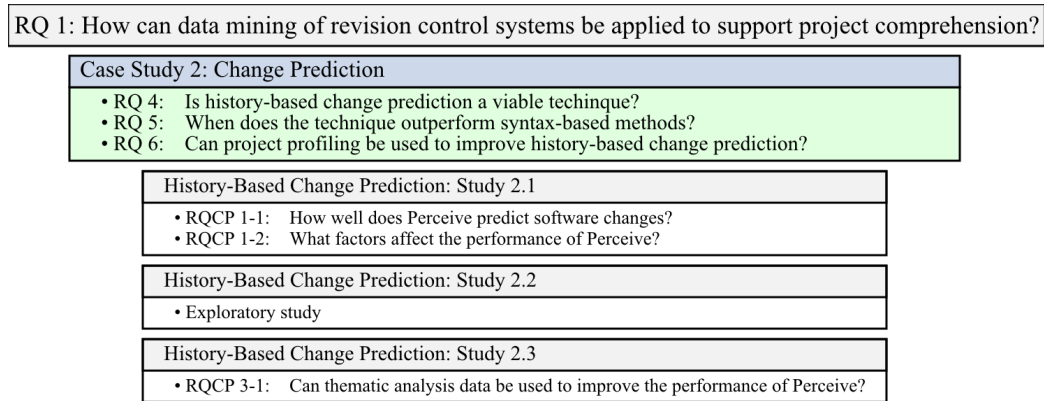 RQ 1: How can data mining of revision control systems be applied to support project comprehension?
Case Study 2: Change Prediction
• RQ 4: Is history-based change prediction a viable techinque?
• RQ 5: When does the technique outperform syntax-based methods?
• RQ 6: Can project profiling be used to improve history-based change prediction?
History-Based Change Prediction: Study 2.1
• RQCP 1-1: How well does Perceive predict software changes?
• RQCP 1-2: What factors affect the performance of Perceive?
History-Based Change Prediction: Study 2.2
• Exploratory study
History-Based Change Prediction: Study 2.3
• RQCP 3-1: Can thematic analysis data be used to improve the performance of Perceive?